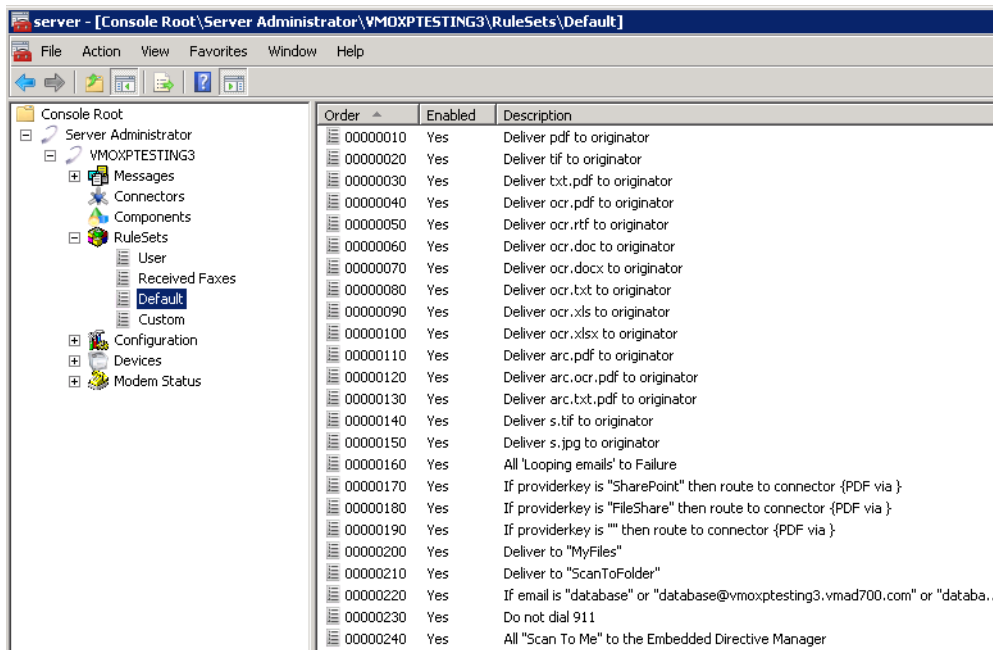 server - [Console Root\Server Administrator\VMOXPTESTING3\RuleSets\Default]
File Action View Favorites Window Help
Console Root
Server Administrator
VMOXPTESTING3
Messages
Connectors
Components
RuleSets
User
Received Faxes
Default
Custom
Configuration
Devices
Modem Status
Order Enabled Description
00000010 Yes Deliver pdf to originator
00000020 Yes Deliver tif to originator
00000030 Yes Deliver txt.pdf to originator
00000040 Yes Deliver ocr.pdf to originator
00000050 Yes Deliver ocr.rtf to originator
00000060 Yes Deliver ocr.doc to originator
00000070 Yes Deliver ocr.docx to originator
00000080 Yes Deliver ocr.txt to originator
00000090 Yes Deliver ocr.xls to originator
00000100 Yes Deliver ocr.xlsx to originator
00000110 Yes Deliver arc.pdf to originator
00000120 Yes Deliver arc.ocr.pdf to originator
00000130 Yes Deliver arc.txt.pdf to originator
00000140 Yes Deliver s.tif to originator
00000150 Yes Deliver s.jpg to originator
00000160 Yes All 'Looping emails' to Failure
00000170 Yes If providerkey is "SharePoint" then route to connector {PDF via }
00000180 Yes If providerkey is "FileShare" then route to connector {PDF via }
00000190 Yes If providerkey is "" then route to connector {PDF via }
00000200 Yes Deliver to "MyFiles"
00000210 Yes Deliver to "ScanToFolder"
00000220 Yes If email is "database" or "database@vmoxptesting3.vmad700.com" or "databa...
00000230 Yes Do not dial 911
00000240 Yes All "Scan To Me" to the Embedded Directive Manager